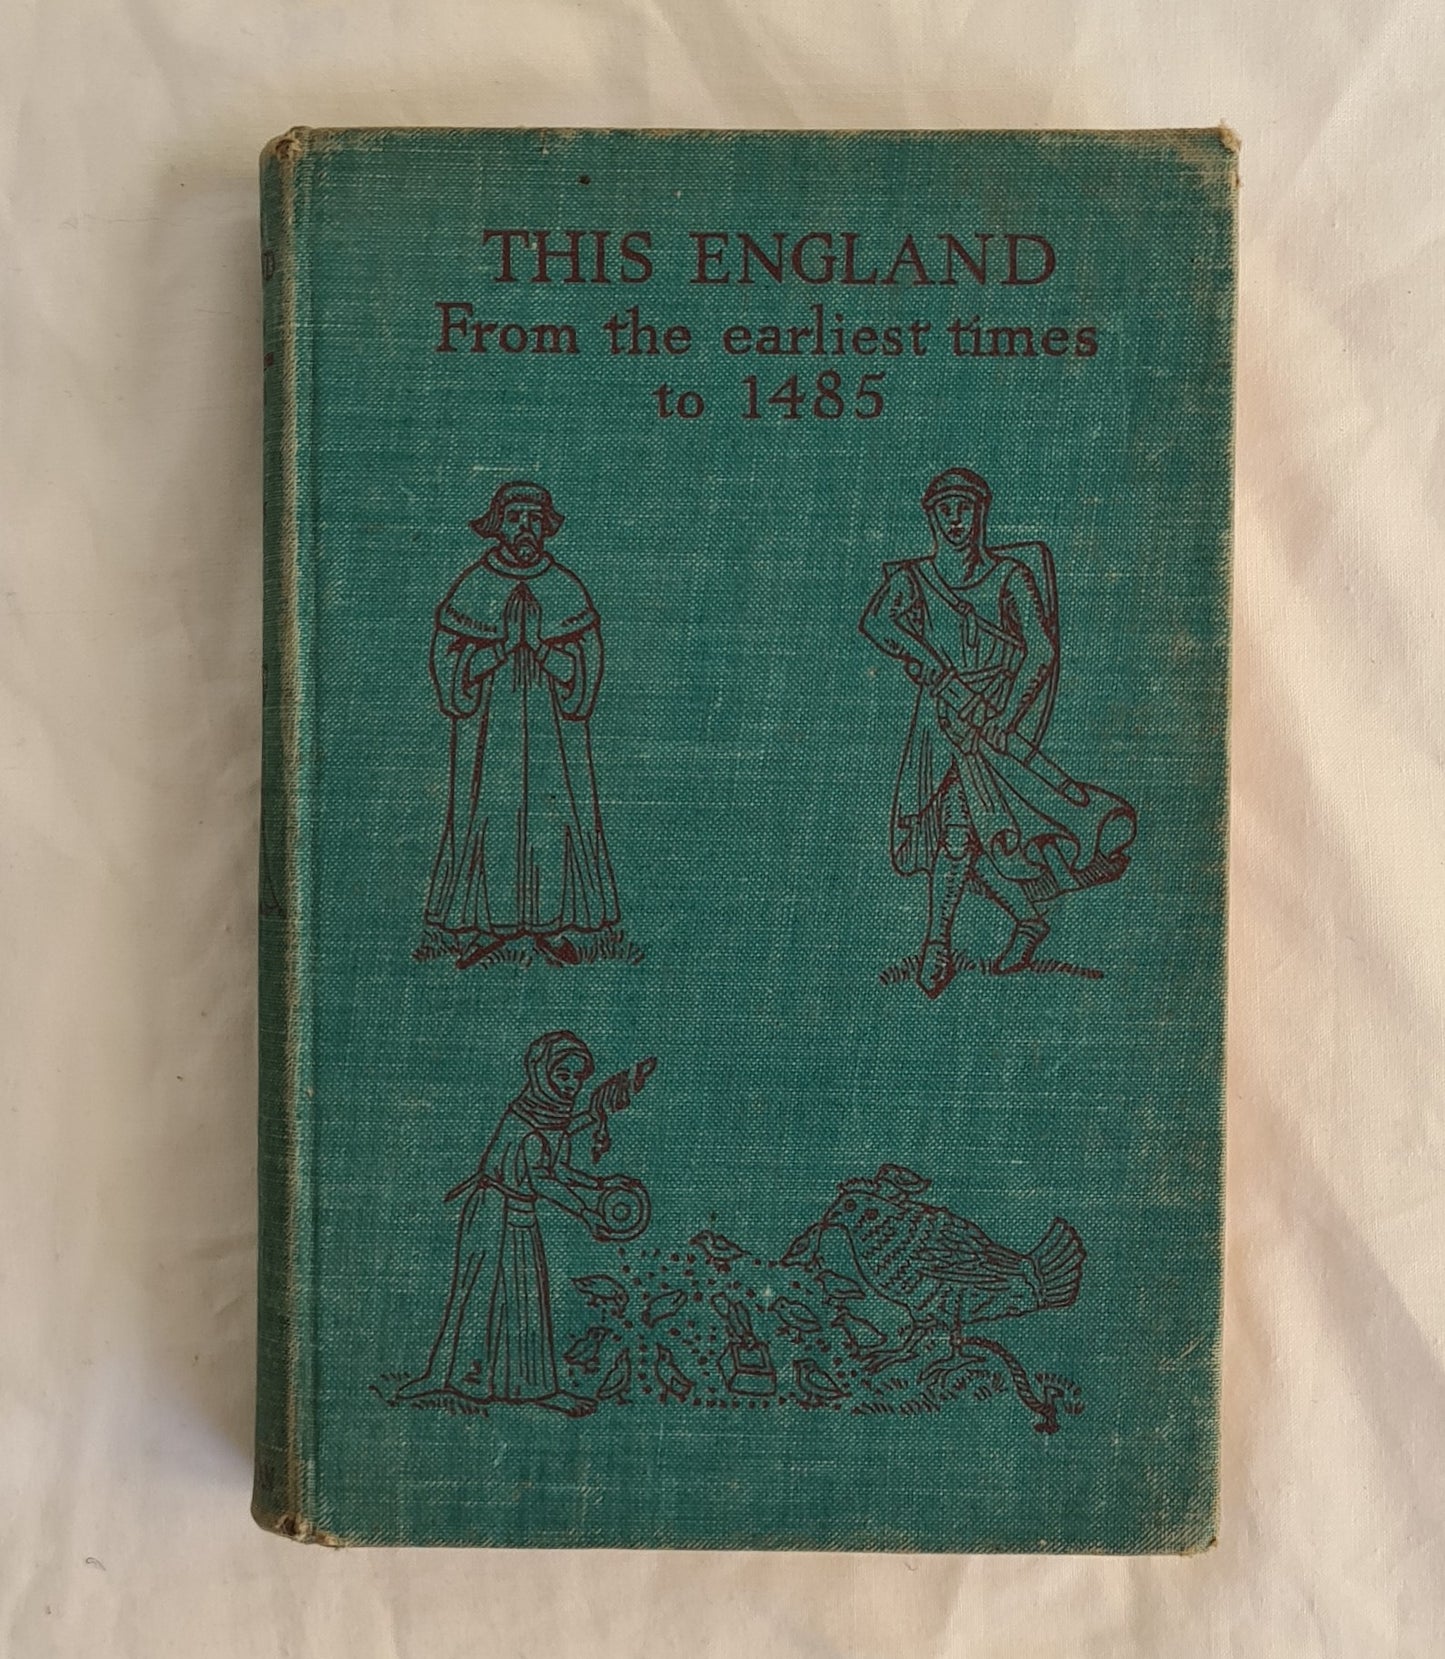 THIS ENGLAND
From the earliest times
to 1485